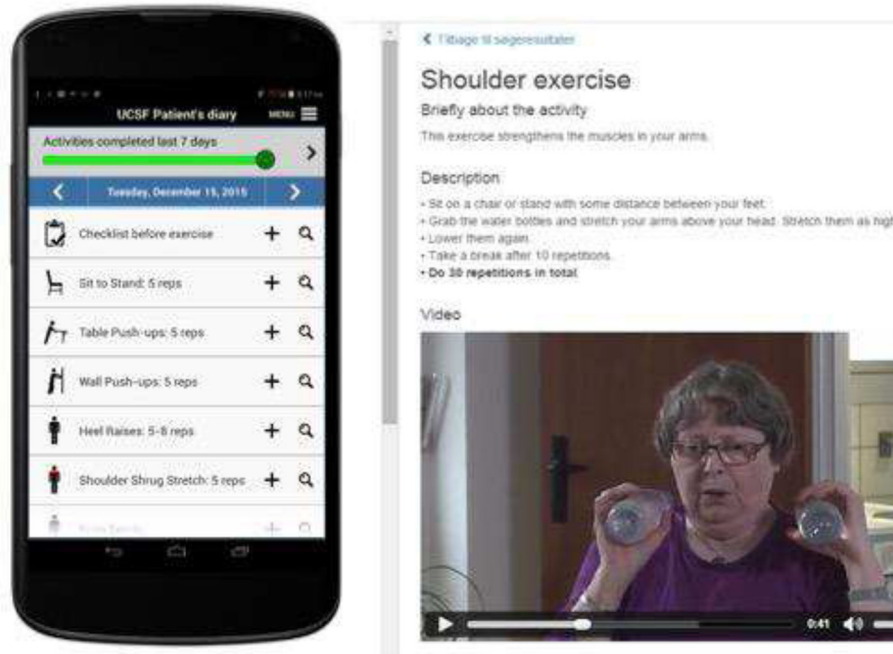 UCSF Patient's diary
MENU
Activities completed last 7 days
Tuesday, December 15, 2015
Checklist before exercise
Sit to Stand: 5 reps
Table Push-ups: 5 reps
Wall Push-ups: 5 reps
Heel Raises: 5-8 reps
Shoulder Shrug Stretch: 5 reps
Tilbage til søgeresultater
Shoulder exercise
Briefly about the activity
This exercise strengthens the muscles in your arms.
Description
• Sit on a chair or stand with some distance between your feet.
• Grab the water bottles and stretch your arms above your head. Stretch them as high
• Lower them again.
• Take a break after 10 repetitions.
• Do 30 repetitions in total
Video
0:41